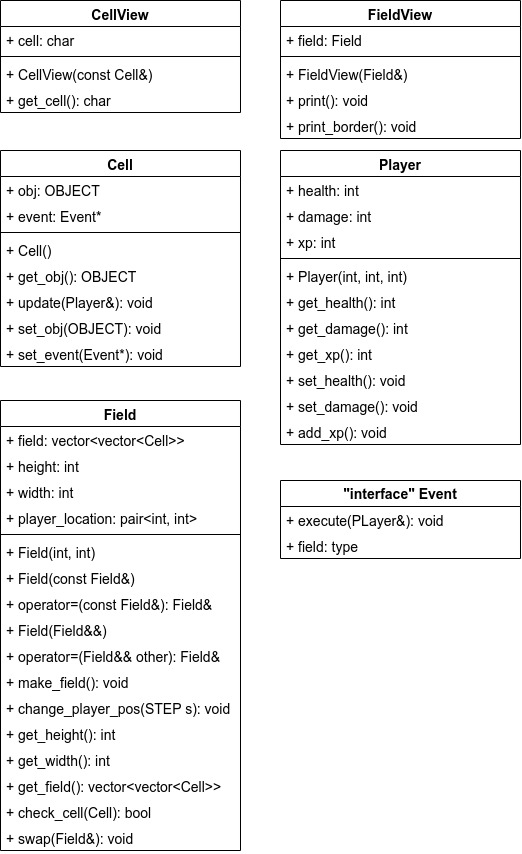 CellView
+ cell: char
+ CellView(const Cell&)
+ get_cell(): char
FieldView
+ field: Field
+ FieldView(Field&)
+ print(): void
+ print_border(): void
Cell
+ obj: OBJECT
+ event: Event*
+ Cell()
+ get_obj(): OBJECT
+ update(Player&): void
+ set_obj(OBJECT): void
+ set_event(Event*): void
Player
+ health: int
+ damage: int
+ xp: int
+ Player(int, int, int)
+ get_health(): int
+ get_damage(): int
+ get_xp(): int
+ set_health(): void
+ set_damage(): void
+ add_xp(): void
Field
+ field: vector<vector<Cell>>
+ height: int
+ width: int
+ player_location: pair<int, int>
+ Field(int, int)
+ Field(const Field&)
+ operator=(const Field&): Field&
+ Field(Field&&)
+ operator=(Field&& other): Field&
+ make_field(): void
+ change_player_pos(STEP s): void
+ get_height(): int
+ get_width(): int
+ get_field(): vector<vector<Cell>>
+ check_cell(Cell): bool
+ swap(Field&): void
"interface" Event
+ execute(PLayer&): void
+ field: type